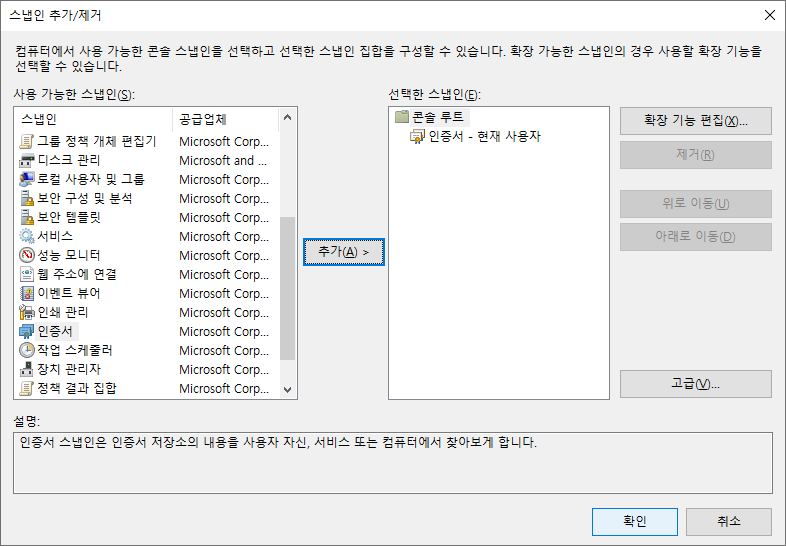 스냅인 추가/제거
컴퓨터에서 사용 가능한 콘솔 스냅인을 선택하고 선택한 스냅인 집합을 구성할 수 있습니다. 확장 가능한 스냅인의 경우 사용할 확장 기능을
선택할 수 있습니다.
사용 가능한 스냅인(S):
스냅인 공급업체
그룹 정책 개체 편집기 Microsoft Corp...
디스크 관리 Microsoft and ...
로컬 사용자 및 그룹 Microsoft Corp...
보안 구성 및 분석 Microsoft Corp...
보안 템플릿 Microsoft Corp...
서비스 Microsoft Corp...
성능 모니터 Microsoft Corp...
웹 주소에 연결 Microsoft Corp...
이벤트 뷰어 Microsoft Corp...
인쇄 관리 Microsoft Corp...
인증서 Microsoft Corp...
작업 스케줄러 Microsoft Corp...
장치 관리자 Microsoft Corp...
정책 결과 집합 Microsoft Corp...
추가(A) >
선택한 스냅인(E):
콘솔 루트
인증서 - 현재 사용자
확장 기능 편집(X)...
제거(R)
위로 이동(U)
아래로 이동(D)
고급(V)...
설명:
인증서 스냅인은 인증서 저장소의 내용을 사용자 자신, 서비스 또는 컴퓨터에서 찾아보게 합니다.
확인
취소